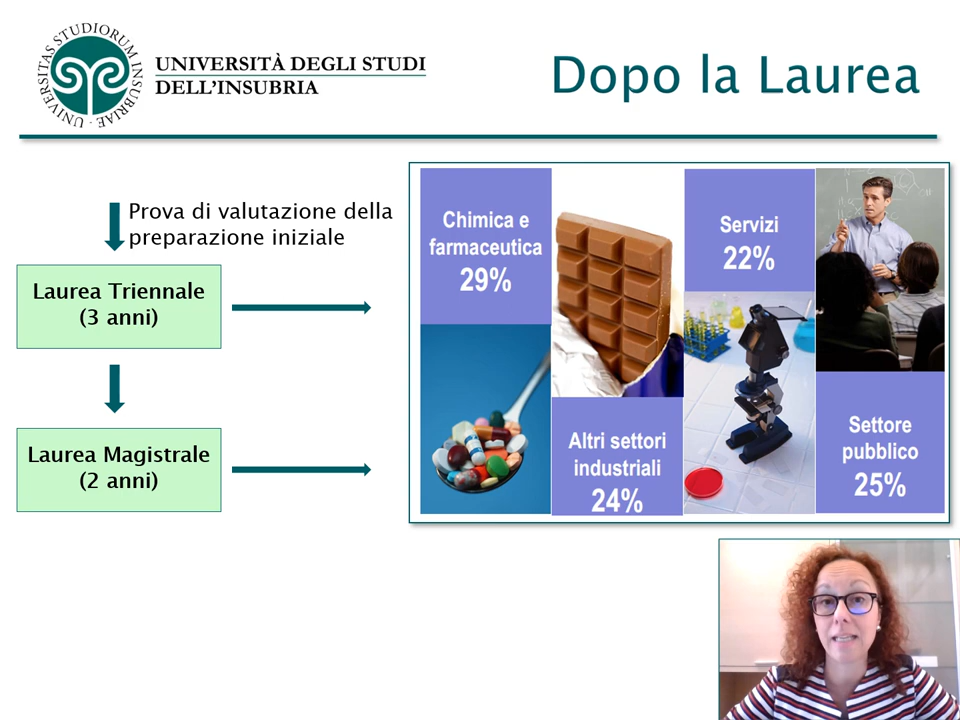 UNIVERSITAS STUDIORUM INSUBRIAE
UNIVERSITÀ DEGLI STUDI
DELL'INSUBRIA
Dopo la Laurea
Prova di valutazione della
preparazione iniziale
Laurea Triennale
(3 anni)
Laurea Magistrale
(2 anni)
Chimica e
farmaceutica
29%
Altri settori
industriali
24%
Servizi
22%
Settore
pubblico
25%